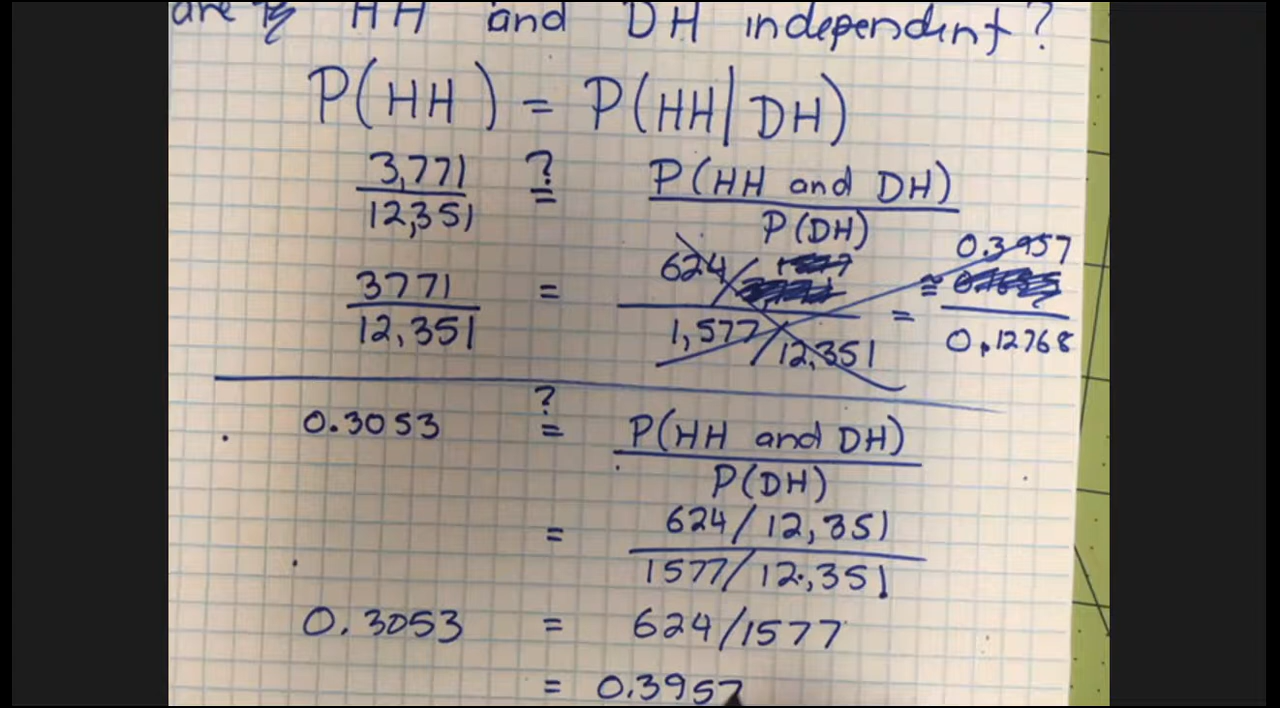 are HH and DH independent?
P(HH) = P(HH|DH)
3,771 ? P(HH and DH)
12,351 = P(DH)
624/ 0.3957
3771 = ≅
12,351 1,577/12,351 = 0.12768
0.3053 ? = P(HH and DH)
P(DH)
= 624/12,351
1577/12,351
0.3053 = 624/1577
= 0.3957